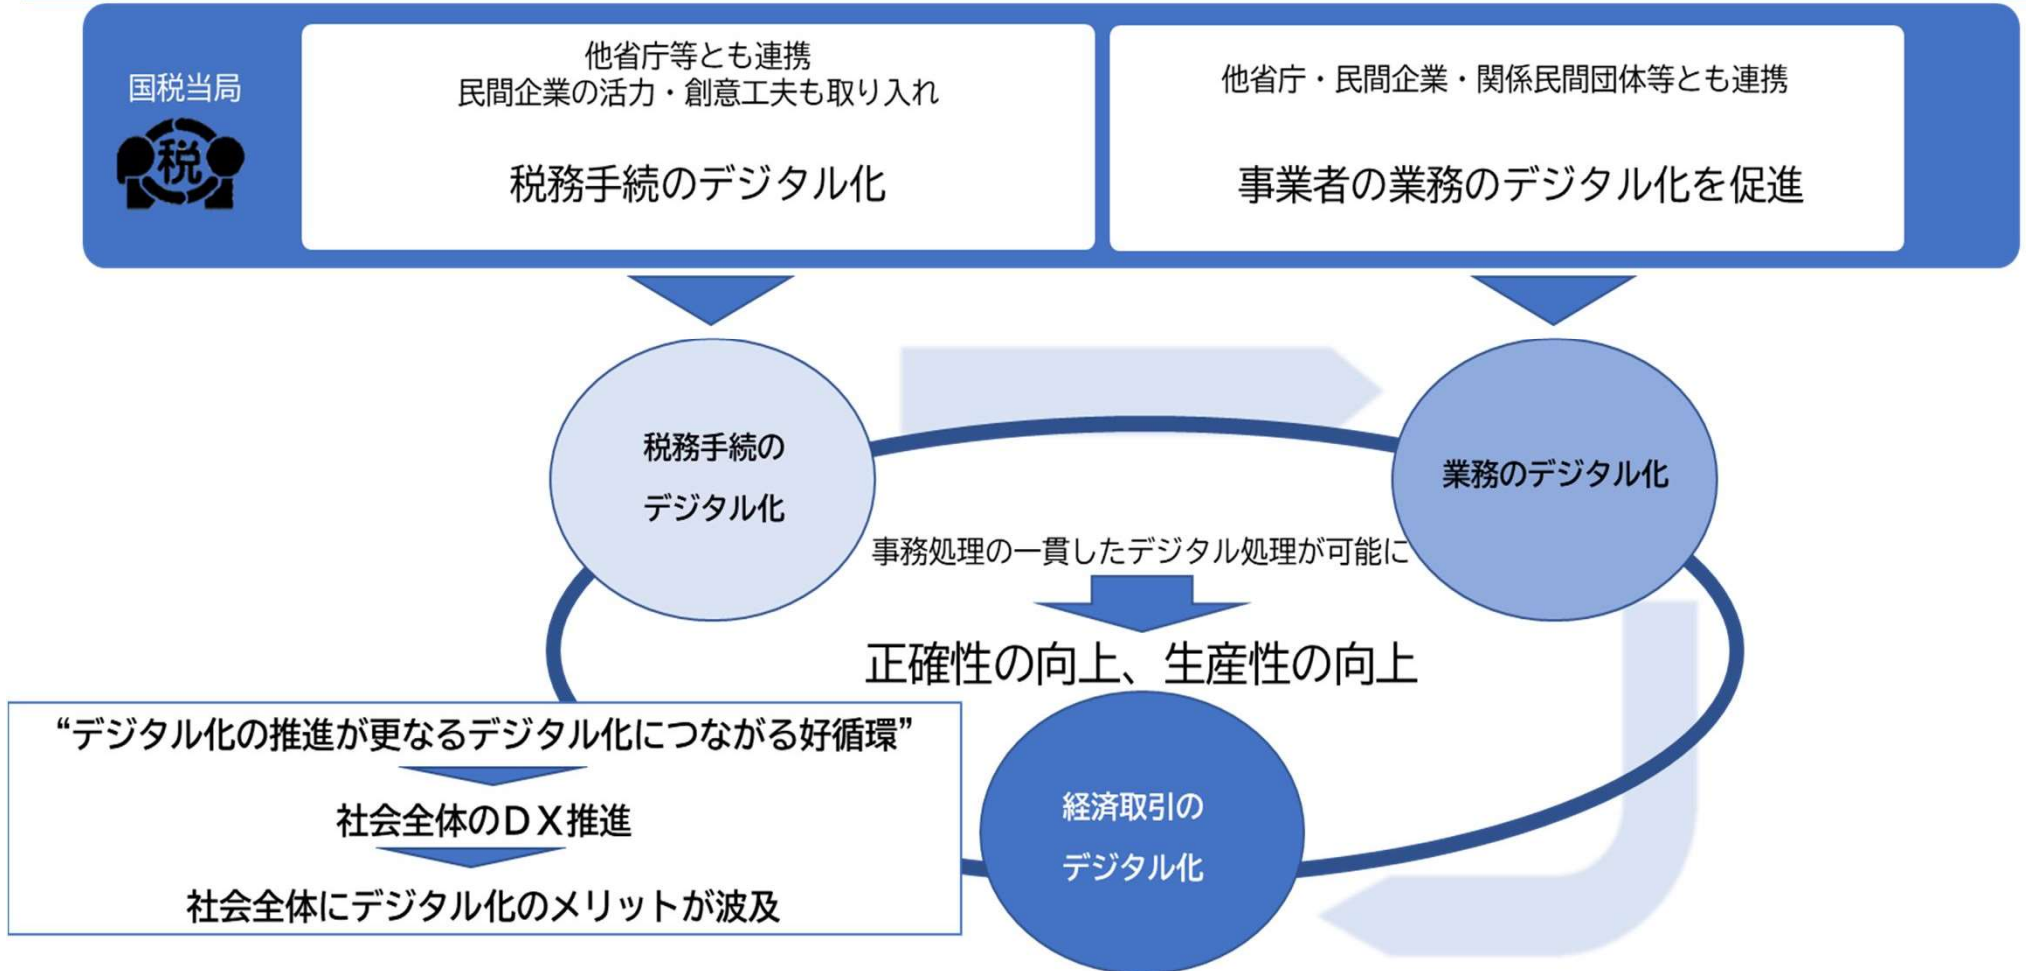 国税当局
税
他省庁等とも連携
民間企業の活力・創意工夫も取り入れ
税務手続のデジタル化
他省庁・民間企業・関係民間団体等とも連携
事業者の業務のデジタル化を促進
税務手続の
デジタル化
業務のデジタル化
事務処理の一貫したデジタル処理が可能に
正確性の向上、生産性の向上
“デジタル化の推進が更なるデジタル化につながる好循環”
社会全体のＤＸ推進
社会全体にデジタル化のメリットが波及
経済取引の
デジタル化